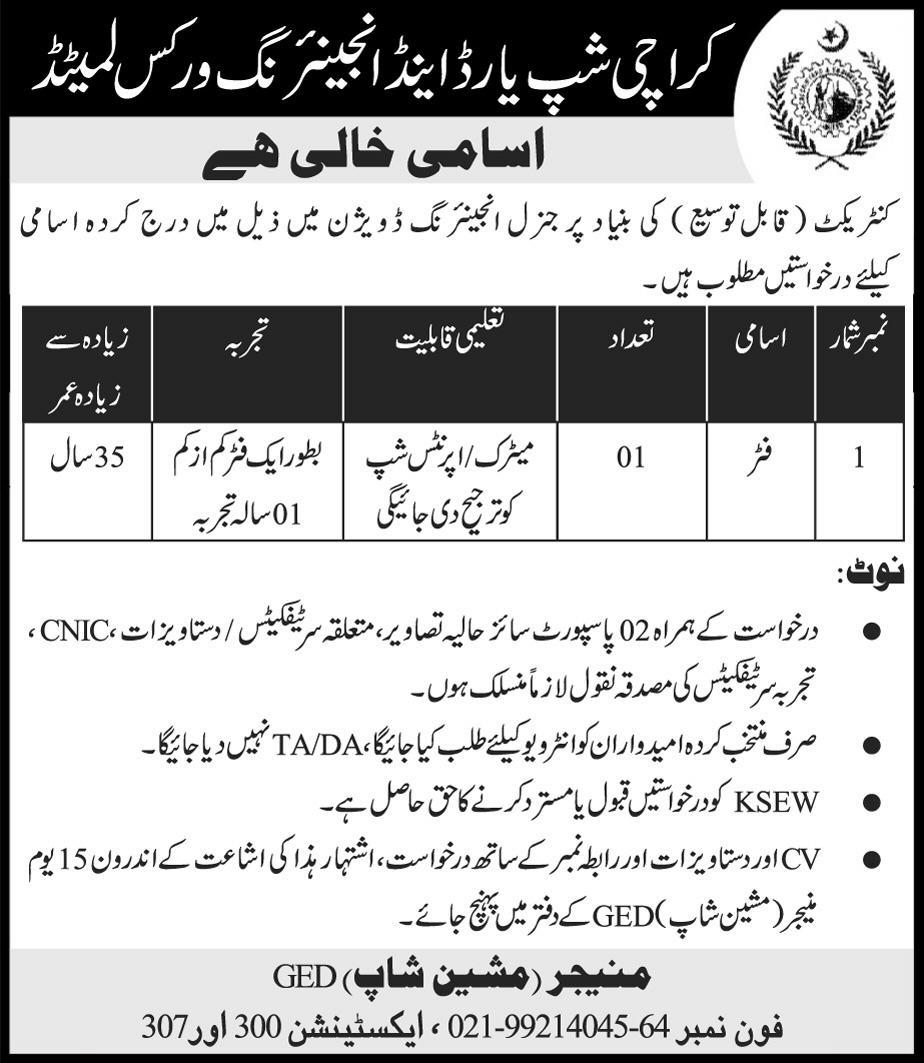 کراچی شپ یارڈ اینڈ انجینئرنگ ورکس لمیٹڈ
اسامی خالی ھے
کنٹریکٹ (قابل توسیع) کی بنیاد پر جنرل انجینئرنگ ڈویژن میں ذیل میں درج کردہ اسامی
کیلئے درخواستیں مطلوب ہیں۔
نمبر شمار اسامی تعداد تعلیمی قابلیت تجربہ زیادہ سے
زیادہ عمر
1 فٹر 01 میٹرک/اپرنٹس شپ بطور ایک فٹر کم از کم 35 سال
کو ترجیح دی جائیگی 01 سالہ تجربہ
نوٹ:
● درخواست کے ہمراہ 02 پاسپورٹ سائز حالیہ تصاویر، متعلقہ سرٹیفکیٹس/ دستاویزات، CNIC،
تجربہ سرٹیفکیٹس کی مصدقہ نقول لازماً منسلک ہوں۔
● صرف منتخب کردہ امیدواران کو انٹرویو کیلئے طلب کیا جائیگا، TA/DA نہیں دیا جائیگا۔
● KSEW کو درخواستیں قبول یا مسترد کرنے کا حق حاصل ہے۔
● CV اور دستاویزات اور رابطہ نمبر کے ساتھ درخواست، اشتہار ہذا کی اشاعت کے اندرون 15 یوم
منیجر (مشین شاپ) GED کے دفتر میں پہنچ جائے۔
منیجر (مشین شاپ) GED
فون نمبر 64-99214045-021 ، ایکسٹینشن 300 اور 307